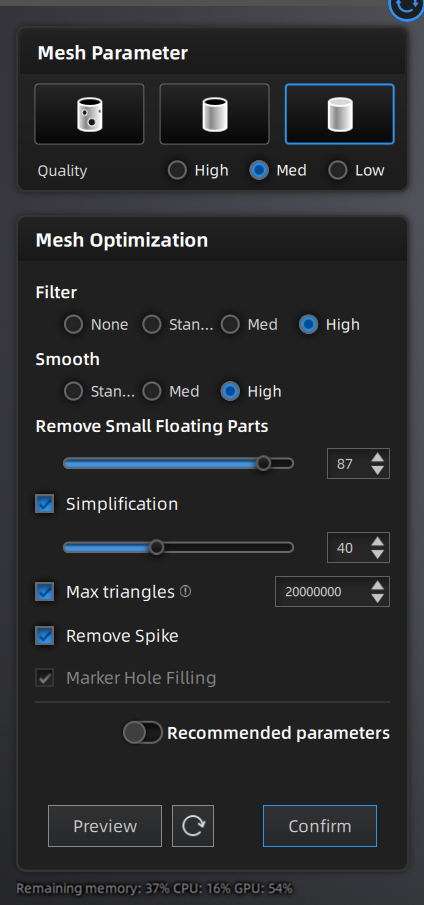 Mesh Parameter
Quality High Med Low
Mesh Optimization
Filter
None Stan... Med High
Smooth
Stan... Med High
Remove Small Floating Parts
87
Simplification
40
Max triangles 20000000
Remove Spike
Marker Hole Filling
Recommended parameters
Preview Confirm
Remaining memory: 37% CPU: 16% GPU: 54%